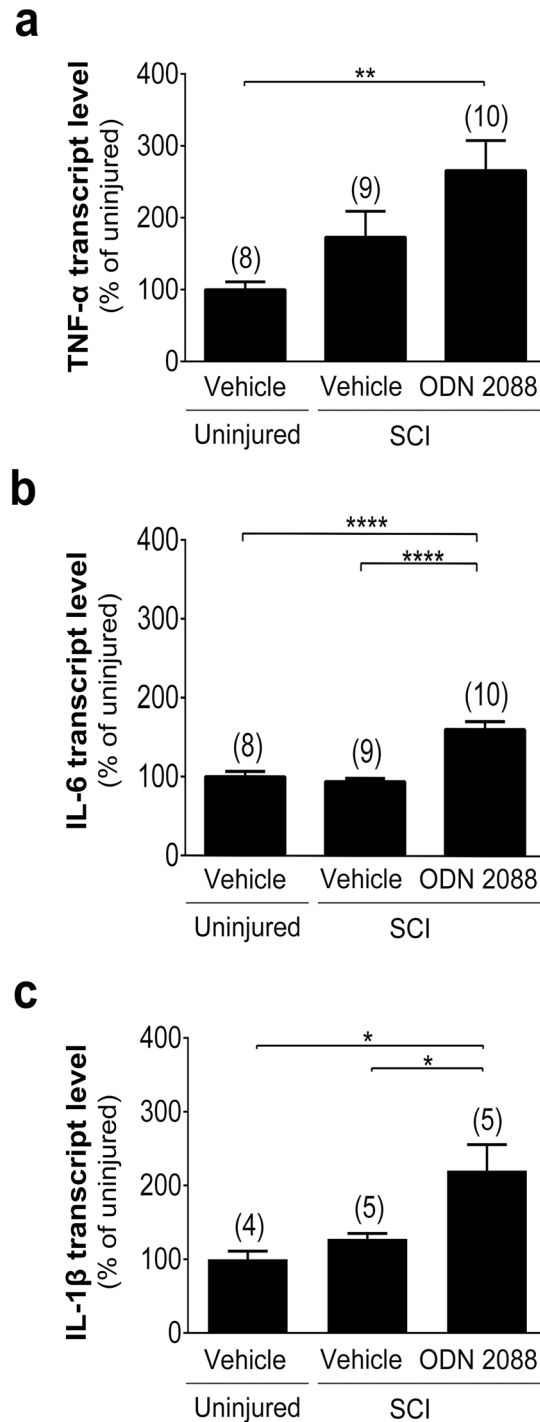 a
TNF-α transcript level
(% of uninjured)
400
300
200
100
0
**
(8)
(9)
(10)
Vehicle Vehicle ODN 2088
Uninjured SCI
b
IL-6 transcript level
(% of uninjured)
400
300
200
100
0
****
****
(8)
(9)
(10)
Vehicle Vehicle ODN 2088
Uninjured SCI
c
IL-1β transcript level
(% of uninjured)
400
300
200
100
0
*
*
(4)
(5)
(5)
Vehicle Vehicle ODN 2088
Uninjured SCI